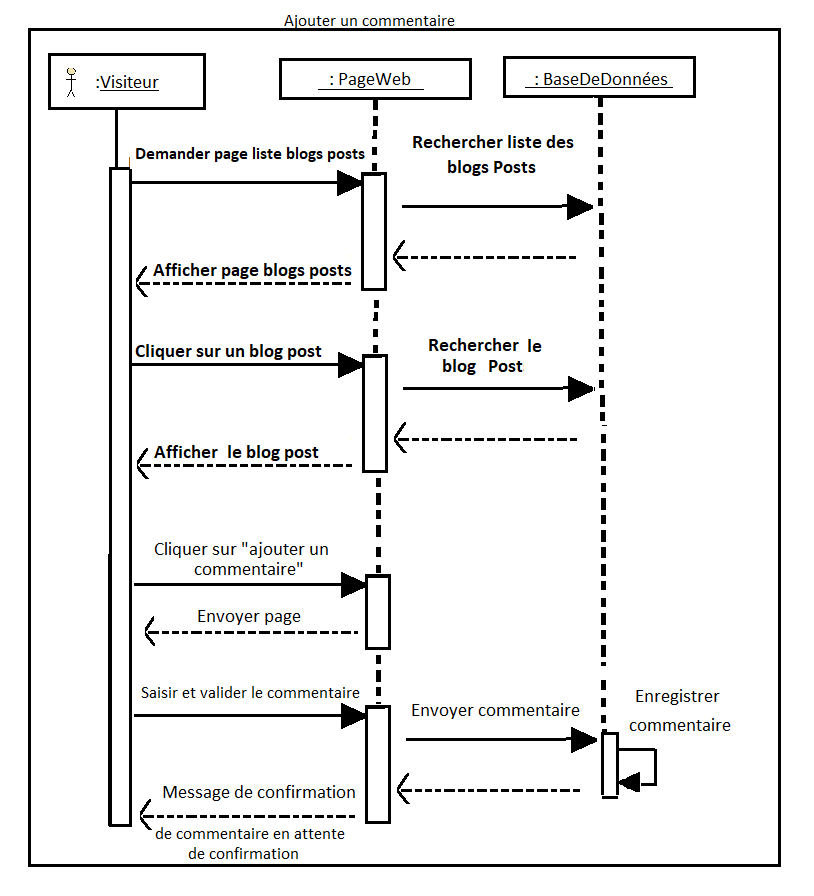 Ajouter un commentaire
:Visiteur
: PageWeb
: BaseDeDonnées
Demander page liste blogs posts
Rechercher liste des
blogs Posts
Afficher page blogs posts
Cliquer sur un blog post
Rechercher le
blog Post
Afficher le blog post
Cliquer sur "ajouter un
commentaire"
Envoyer page
Saisir et valider le commentaire
Envoyer commentaire
Enregistrer
commentaire
Message de confirmation
de commentaire en attente
de confirmation